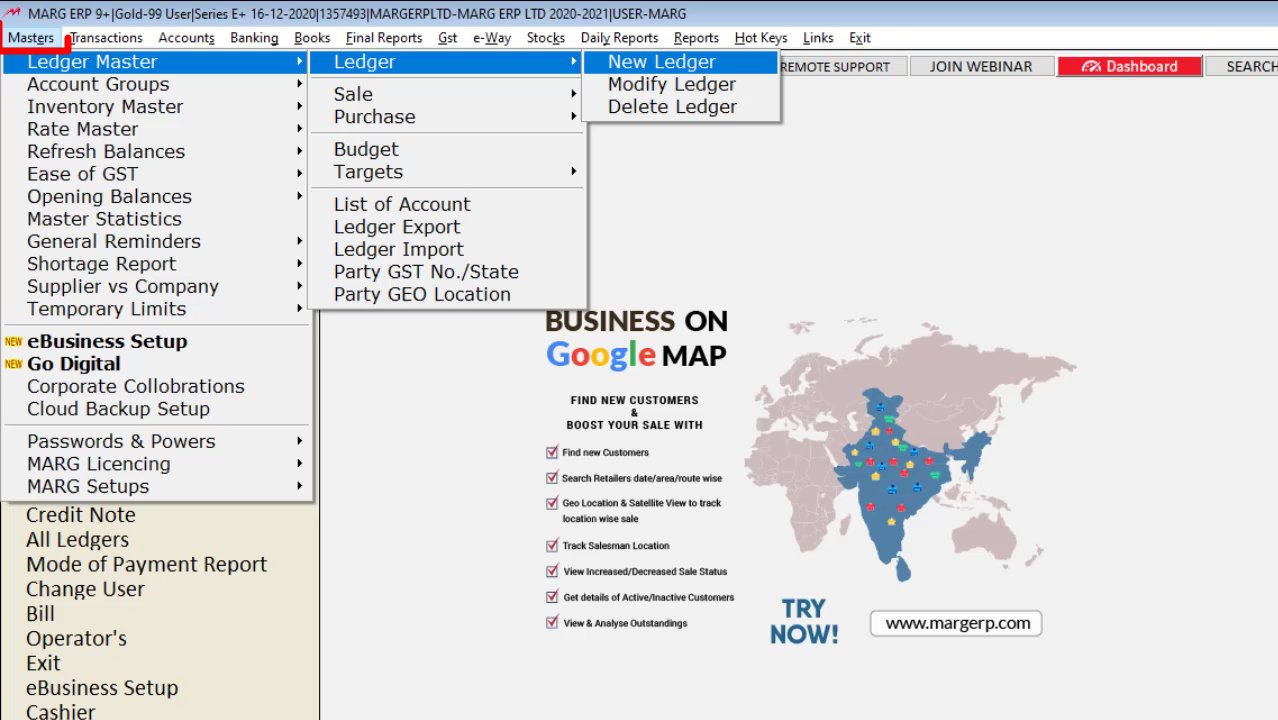 MARG ERP 9+|Gold-99 User|Series E+ 16-12-2020|1357493|MARGERPLTD-MARG ERP LTD 2020-2021|USER-MARG
Masters Transactions Accounts Banking Books Final Reports Gst e-Way Stocks Daily Reports Reports Hot Keys Links Exit
REMOTE SUPPORT JOIN WEBINAR Dashboard SEARCH
Ledger Master
Account Groups
Inventory Master
Rate Master
Refresh Balances
Ease of GST
Opening Balances
Master Statistics
General Reminders
Shortage Report
Supplier vs Company
Temporary Limits
NEW eBusiness Setup
NEW Go Digital
Corporate Collobrations
Cloud Backup Setup
Passwords & Powers
MARG Licencing
MARG Setups
Ledger
Sale
Purchase
Budget
Targets
List of Account
Ledger Export
Ledger Import
Party GST No./State
Party GEO Location
New Ledger
Modify Ledger
Delete Ledger
Credit Note
All Ledgers
Mode of Payment Report
Change User
Bill
Operator's
Exit
eBusiness Setup
Cashier
BUSINESS ON
Google MAP
FIND NEW CUSTOMERS
&
BOOST YOUR SALE WITH
Find new Customers
Search Retailers date/area/route wise
Geo Location & Satellite View to track
location wise sale
Track Salesman Location
View Increased/Decreased Sale Status
Get details of Active/Inactive Customers
View & Analyse Outstandings
TRY
NOW!
www.margerp.com